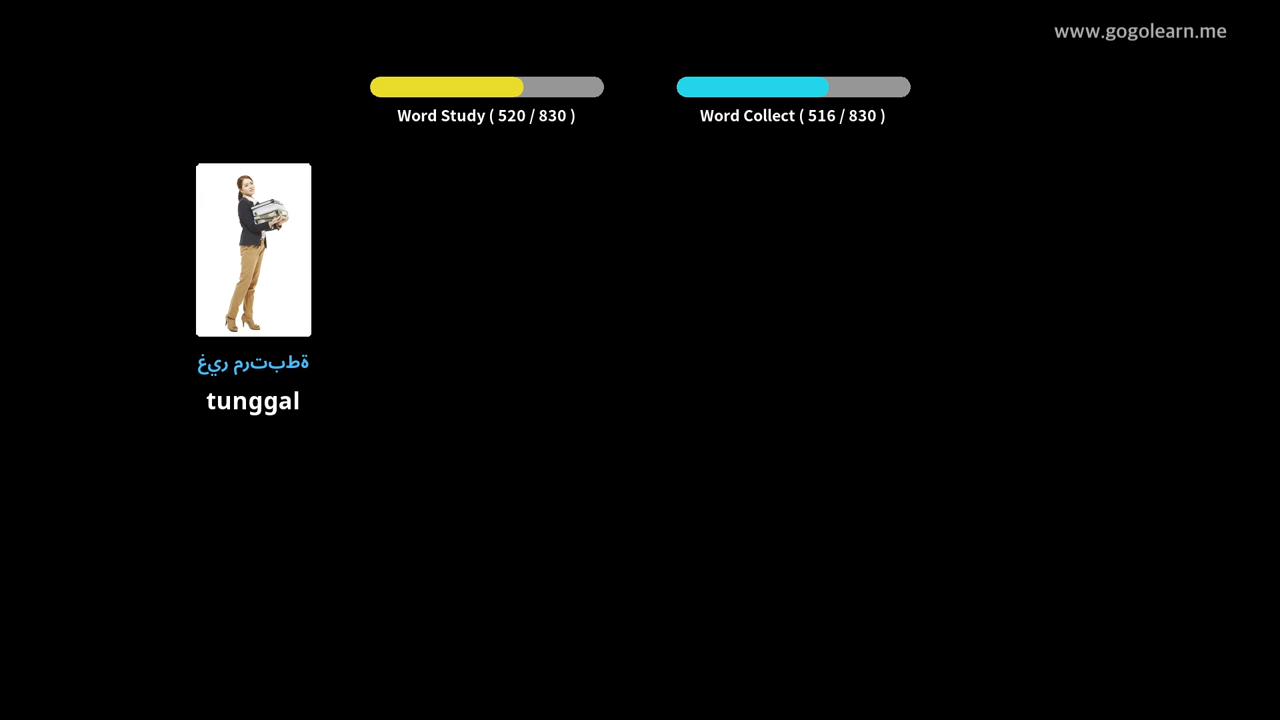 www.gogolearn.me
Word Study ( 520 / 830 )
Word Collect ( 516 / 830 )
غير مرتبطة
tunggal